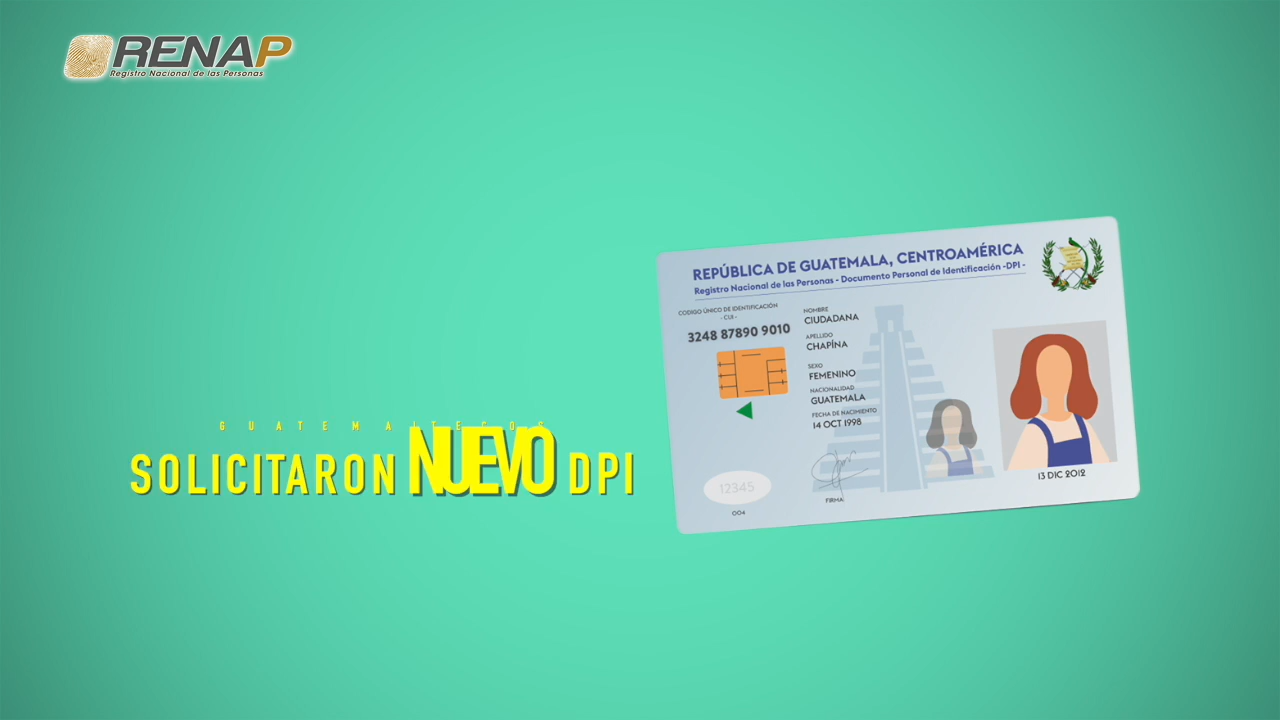 RENAP
Registro Nacional de las Personas
REPÚBLICA DE GUATEMALA, CENTROAMÉRICA
Registro Nacional de las Personas - Documento Personal de Identificación -DPI -
CODIGO ÚNICO DE IDENTIFICACIÓN
- CUI -
3248 87890 9010
NOMBRE
CIUDADANA
APELLIDO
CHAPÍNA
SEXO
FEMENINO
NACIONALIDAD
GUATEMALA
FECHA DE NACIMIENTO
14 OCT 1998
12345
004
FIRMA:
13 DIC 2012
GUATEMALTECOS
SOLICITARON NUEVO DPI